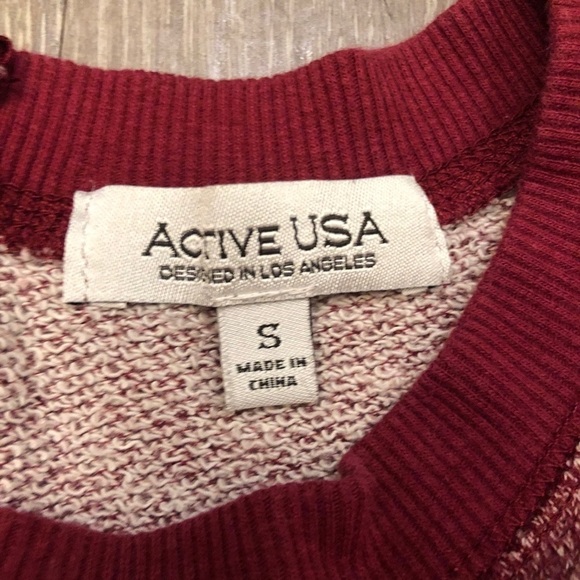 ACTIVE USA
DESIGNED IN LOS ANGELES
S
MADE IN
CHINA